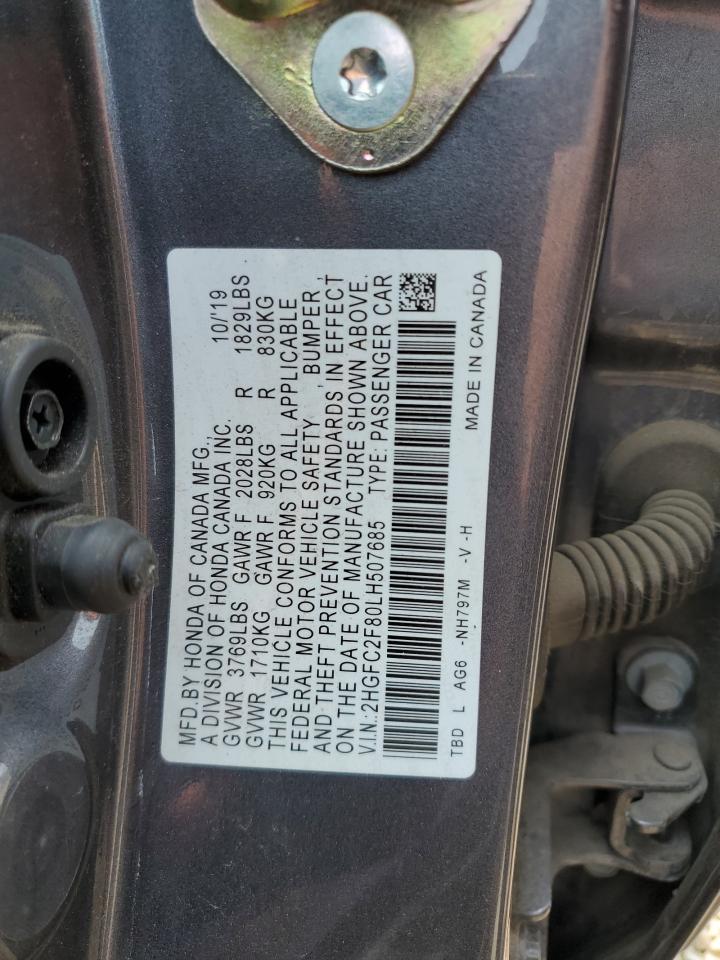 MFD.BY HONDA OF CANADA MFG.,
A DIVISION OF HONDA CANADA INC. 10/'19
GVWR 3769LBS GAWR F 2028LBS R 1829LBS
GVWR 1710KG GAWR F 920KG R 830KG
THIS VEHICLE CONFORMS TO ALL APPLICABLE
FEDERAL MOTOR VEHICLE SAFETY , BUMPER ,
AND THEFT PREVENTION STANDARDS IN EFFECT
ON THE DATE OF MANUFACTURE SHOWN ABOVE.
V.I.N.:2HGFC2F80LH507685 TYPE: PASSENGER CAR
TBD L AG6 -NH797M -V -H MADE IN CANADA